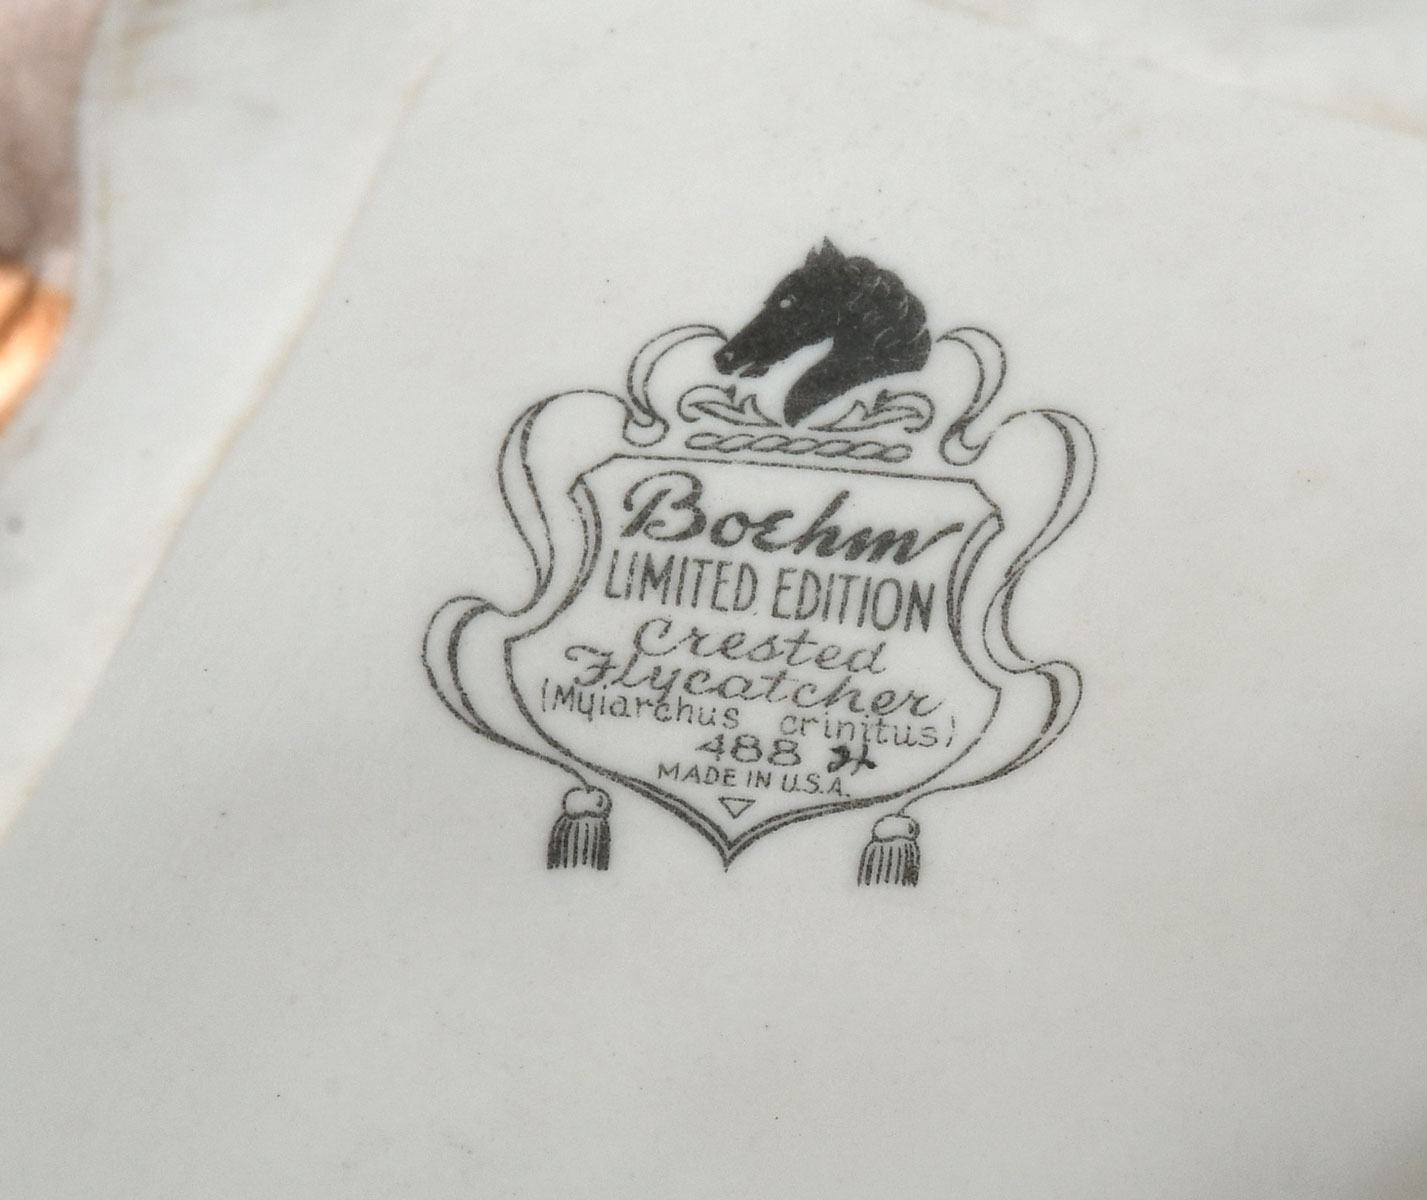 Boehm
LIMITED EDITION
Crested
Flycatcher
(Myiarchus crinitus)
488
MADE IN U.S.A.